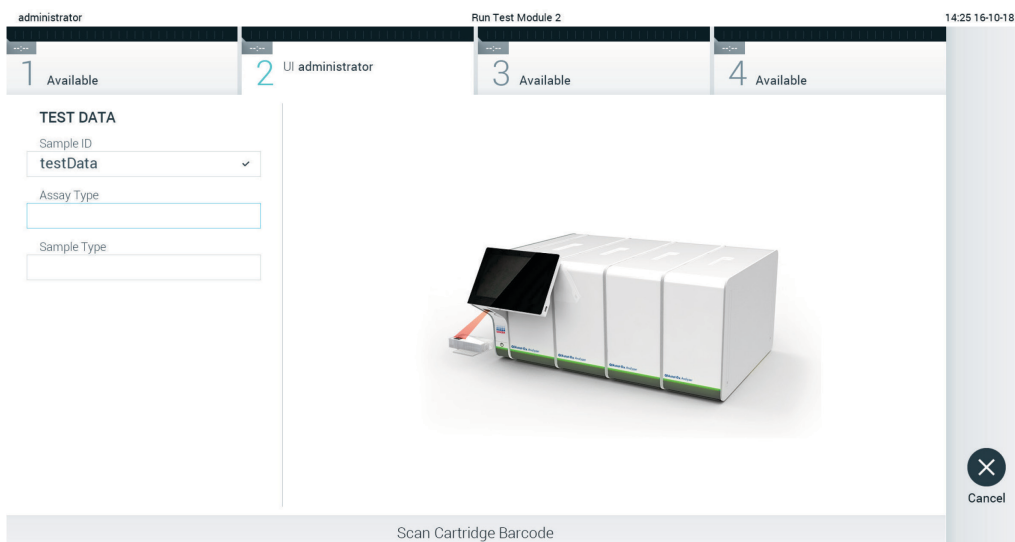 administrator
Run Test Module 2
14:25 16-10-18
--:--
1 Available
--:--
2 UI administrator
--:--
3 Available
--:--
4 Available
TEST DATA
Sample ID
testData
Assay Type
Sample Type
Cancel
Scan Cartridge Barcode